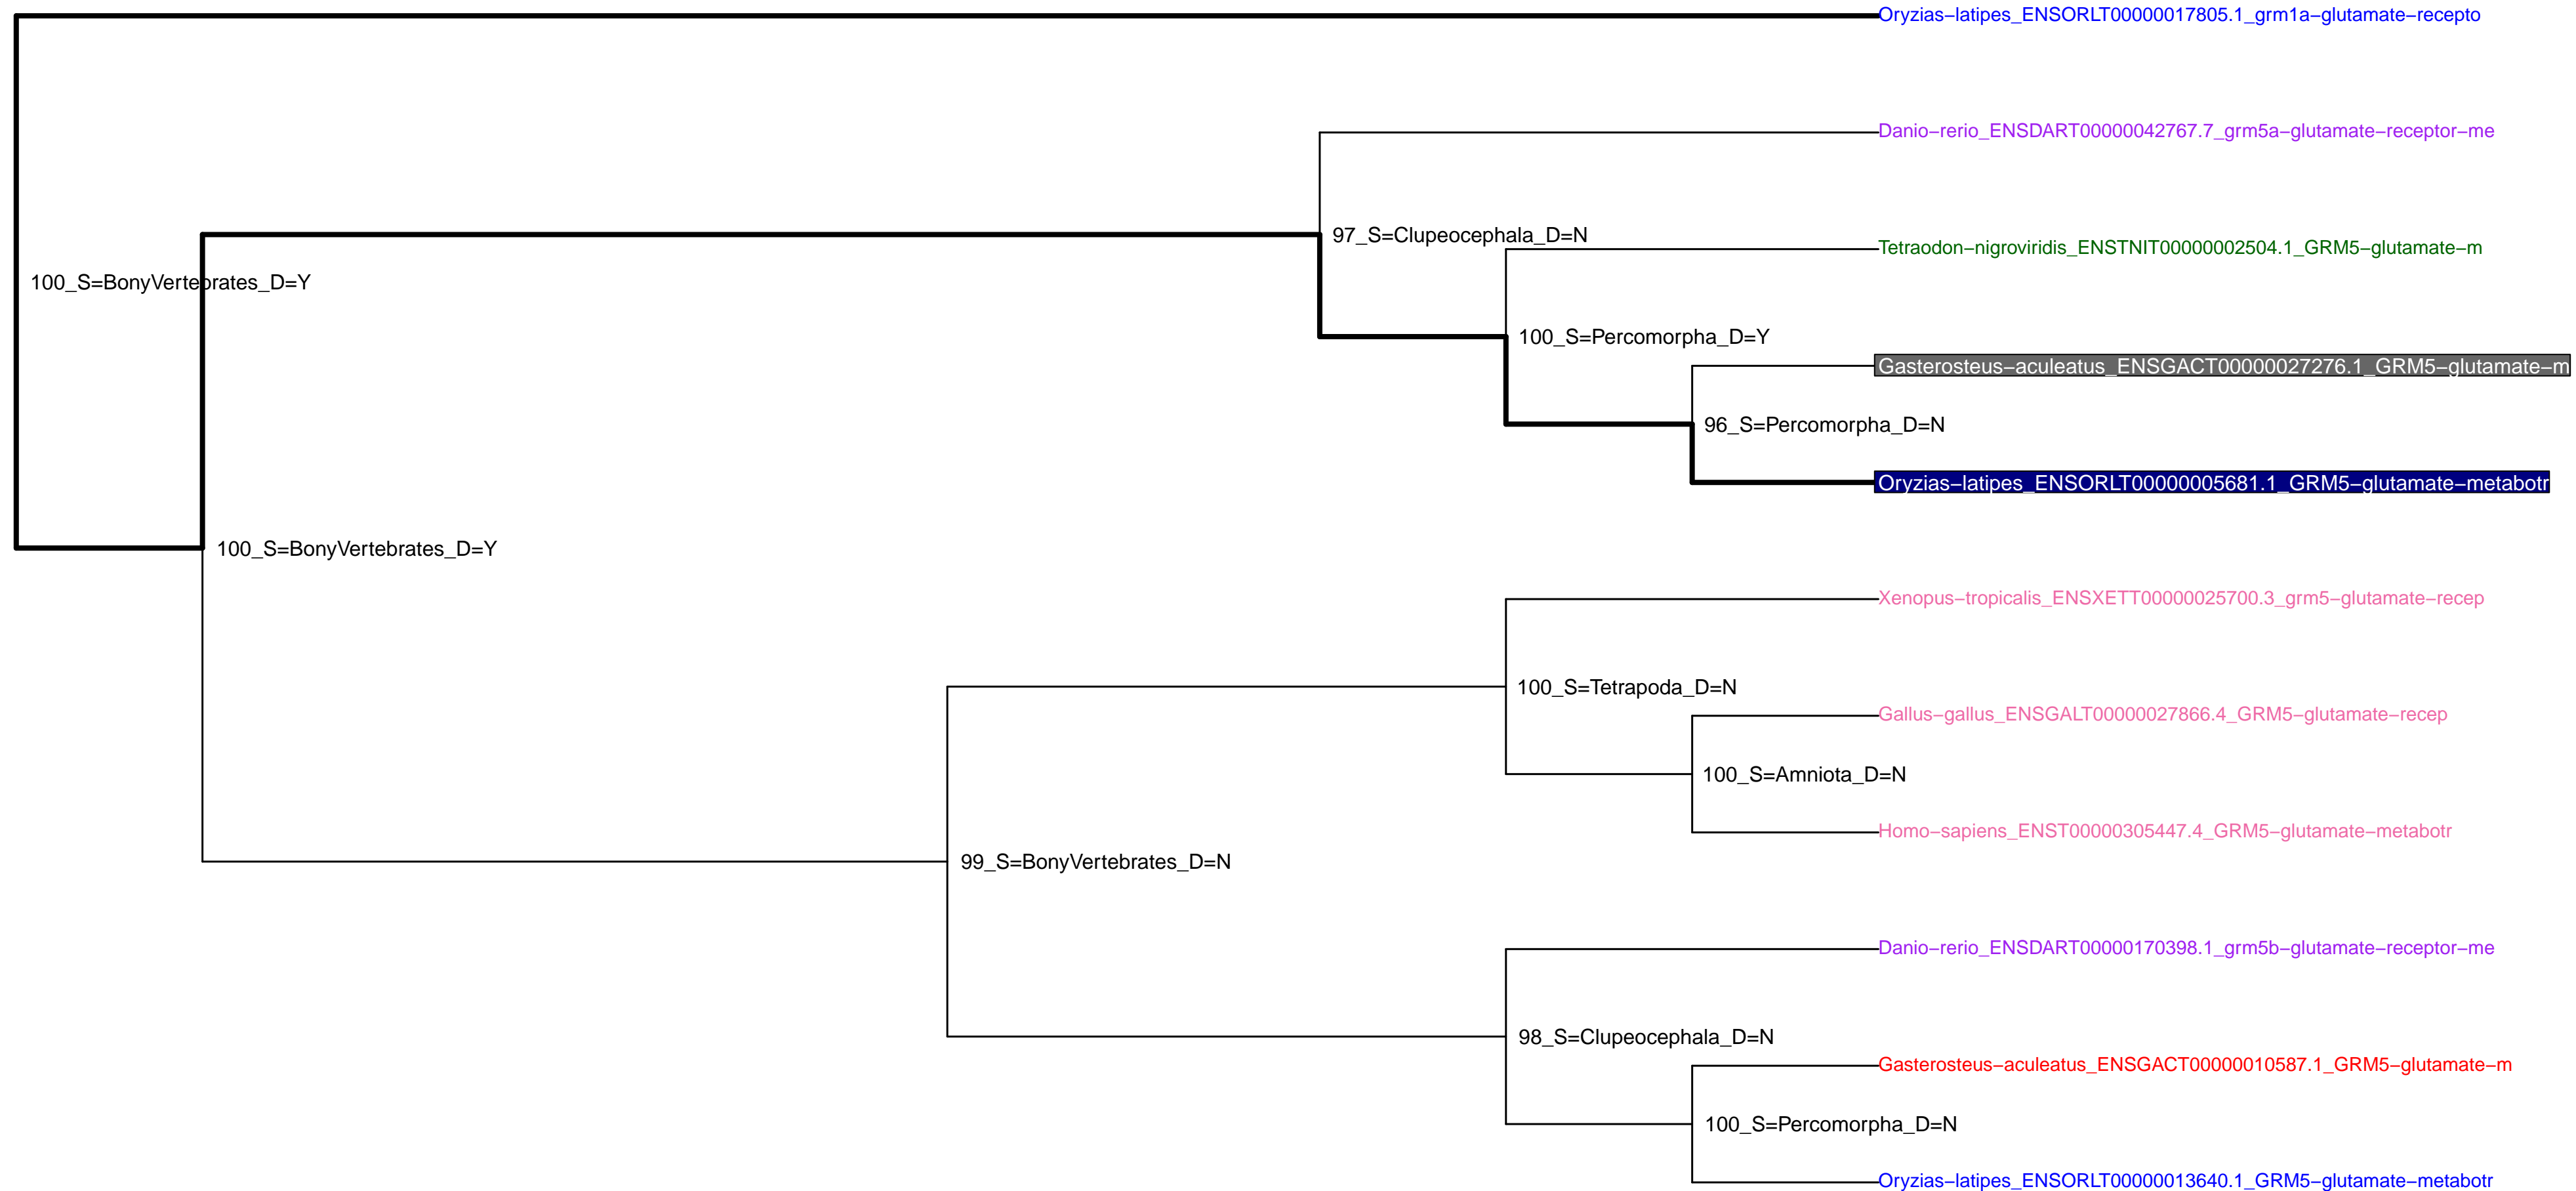 Oryzias−latipes_ENSORLT00000017805.1_grm1a−glutamate−recepto
Danio−rerio_ENSDART00000042767.7_grm5a−glutamate−receptor−me
97_S=Clupeocephala_D=N
Tetraodon−nigroviridis_ENSTNIT00000002504.1_GRM5−glutamate−m
100_S=BonyVertebrates_D=Y
100_S=Percomorpha_D=Y
Gasterosteus−aculeatus_ENSGACT00000027276.1_GRM5−glutamate−m
96_S=Percomorpha_D=N
Oryzias−latipes_ENSORLT00000005681.1_GRM5−glutamate−metabotr
100_S=BonyVertebrates_D=Y
Xenopus−tropicalis_ENSXETT00000025700.3_grm5−glutamate−recep
100_S=Tetrapoda_D=N
Gallus−gallus_ENSGALT00000027866.4_GRM5−glutamate−recep
100_S=Amniota_D=N
Homo−sapiens_ENST00000305447.4_GRM5−glutamate−metabotr
99_S=BonyVertebrates_D=N
Danio−rerio_ENSDART00000170398.1_grm5b−glutamate−receptor−me
98_S=Clupeocephala_D=N
Gasterosteus−aculeatus_ENSGACT00000010587.1_GRM5−glutamate−m
100_S=Percomorpha_D=N
Oryzias−latipes_ENSORLT00000013640.1_GRM5−glutamate−metabotr